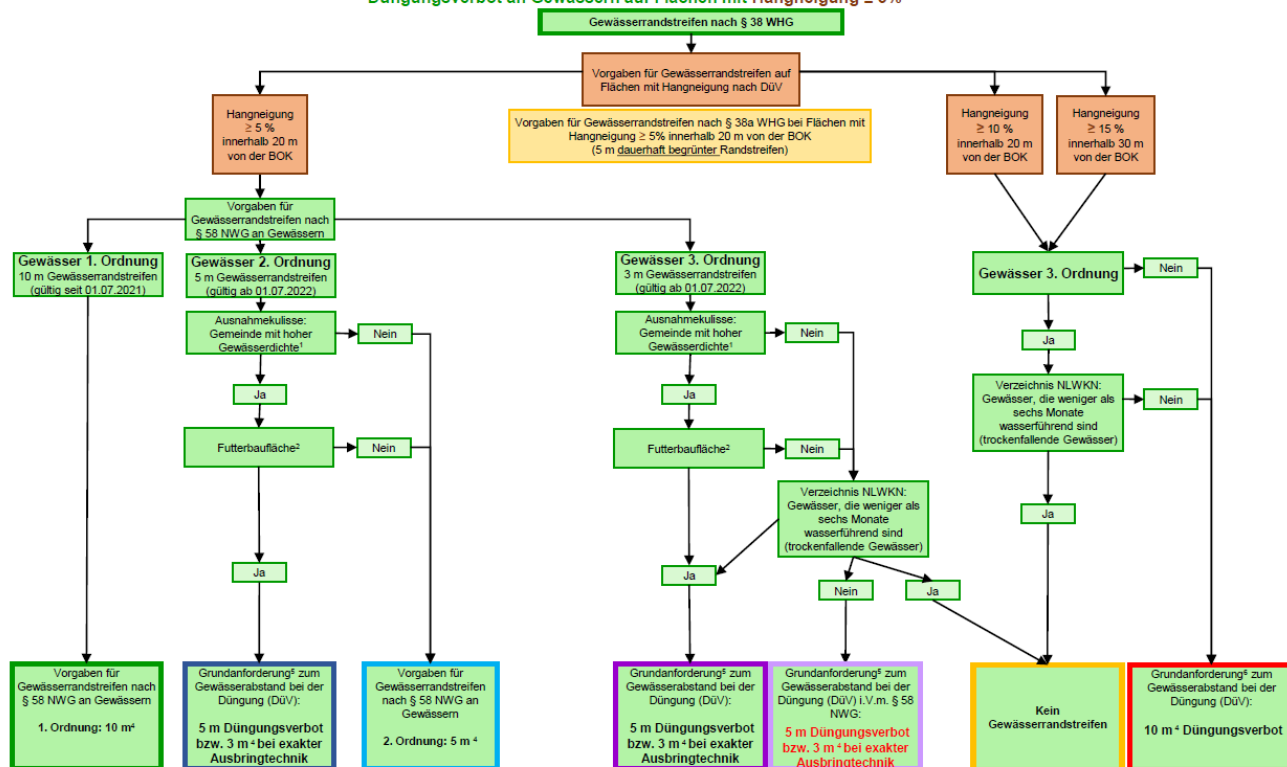 Düngungsverbot an Gewässern auf Flächen mit Hangneigung ≥ 5%
Gewässerrandstreifen nach § 38 WHG
Vorgaben für Gewässerrandstreifen auf
Flächen mit Hangneigung nach DüV
Hangneigung
≥ 5 %
innerhalb 20 m
von der BOK
Vorgaben für Gewässerrandstreifen nach § 38a WHG bei Flächen mit
Hangneigung ≥ 5% innerhalb 20 m von der BOK
(5 m dauerhaft begrünter Randstreifen)
Hangneigung
≥ 10 %
innerhalb 20 m
von der BOK
Hangneigung
≥ 15 %
innerhalb 30 m
von der BOK
Vorgaben für
Gewässerrandstreifen nach
§ 58 NWG an Gewässern
Gewässer 1. Ordnung
10 m Gewässerrandstreifen
(gültig seit 01.07.2021)
Gewässer 2. Ordnung
5 m Gewässerrandstreifen
(gültig ab 01.07.2022)
Gewässer 3. Ordnung
3 m Gewässerrandstreifen
(gültig ab 01.07.2022)
Gewässer 3. Ordnung
Nein
Ausnahmekulisse:
Gemeinde mit hoher
Gewässerdichte¹
Nein
Ausnahmekulisse:
Gemeinde mit hoher
Gewässerdichte¹
Nein
Ja
Ja
Ja
Verzeichnis NLWKN:
Gewässer, die weniger als
sechs Monate
wasserführend sind
(trockenfallende Gewässer)
Nein
Futterbaufläche²
Nein
Futterbaufläche²
Nein
Verzeichnis NLWKN:
Gewässer, die weniger als
sechs Monate
wasserführend sind
(trockenfallende Gewässer)
Ja
Ja
Ja
Nein
Ja
Vorgaben für
Gewässerrandstreifen nach
§ 58 NWG an Gewässern
1. Ordnung: 10 m⁴
Grundanforderung⁵ zum
Gewässerabstand bei der
Düngung (DüV):
5 m Düngungsverbot
bzw. 3 m ⁴ bei exakter
Ausbringtechnik
Vorgaben für
Gewässerrandstreifen
nach § 58 NWG an
Gewässern
2. Ordnung: 5 m ⁴
Grundanforderung⁵ zum
Gewässerabstand bei der
Düngung (DüV):
5 m Düngungsverbot
bzw. 3 m ⁴ bei exakter
Ausbringtechnik
Grundanforderung⁵ zum
Gewässerabstand bei der
Düngung (DüV) i.V.m. § 58
NWG:
5 m Düngungsverbot
bzw. 3 m ⁴ bei exakter
Ausbringtechnik
Kein
Gewässerrandstreifen
Grundanforderung⁵ zum
Gewässerabstand bei der
Düngung (DüV):
10 m ⁴ Düngungsverbot